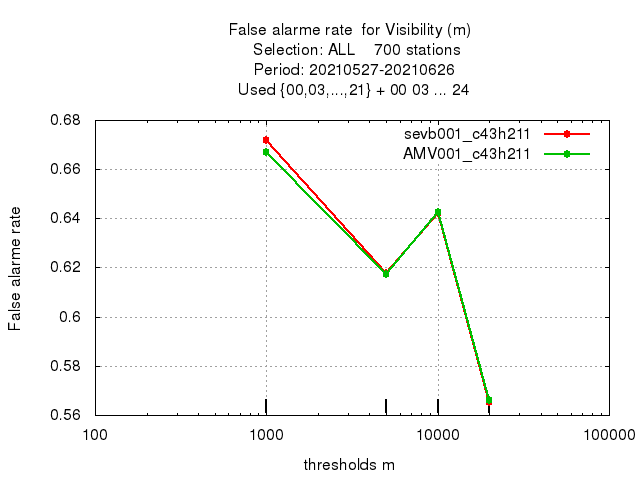 False alarme rate  for Visibility (m)
Selection: ALL    700 stations
Period: 20210527-20210626
Used {00,03,...,21} + 00 03 ... 24
sevb001_c43h211
AMV001_c43h211
False alarme rate
0.68
0.66
0.64
0.62
0.6
0.58
0.56
100 1000 10000 100000
thresholds m